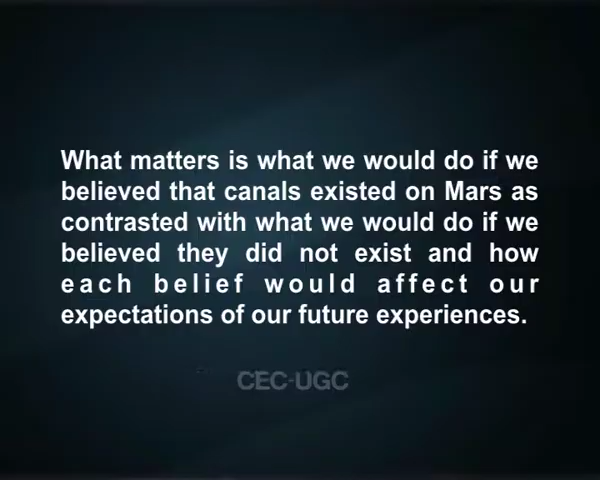 What matters is what we would do if we
believed that canals existed on Mars as
contrasted with what we would do if we
believed they did not exist and how
each belief would affect our
expectations of our future experiences.
CEC-UGC